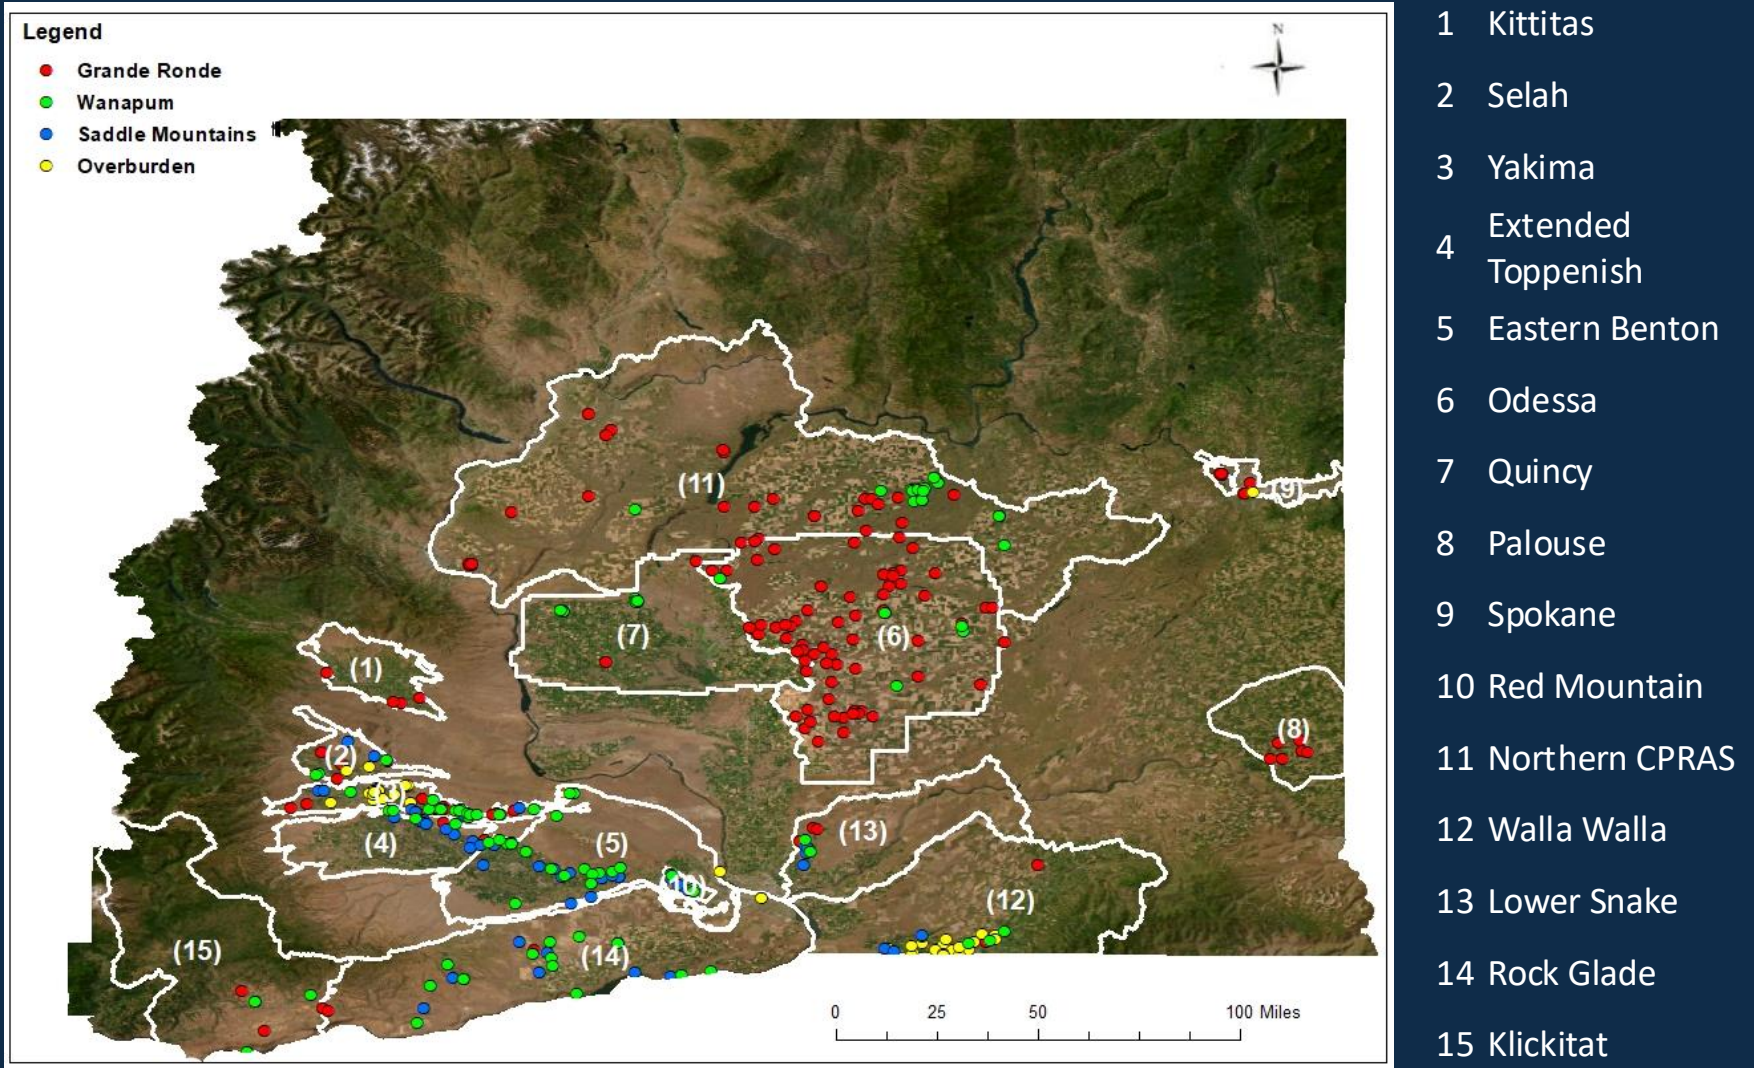 Legend
Grande Ronde
Wanapum
Saddle Mountains
Overburden
N
(11)
(9)
(7)
(6)
(1)
(8)
(2)
(13)
(4)
(5)
(10)
(12)
(15)
(14)
0 25 50 100 Miles
1 Kittitas
2 Selah
3 Yakima
4 Extended
Toppenish
5 Eastern Benton
6 Odessa
7 Quincy
8 Palouse
9 Spokane
10 Red Mountain
11 Northern CPRAS
12 Walla Walla
13 Lower Snake
14 Rock Glade
15 Klickitat